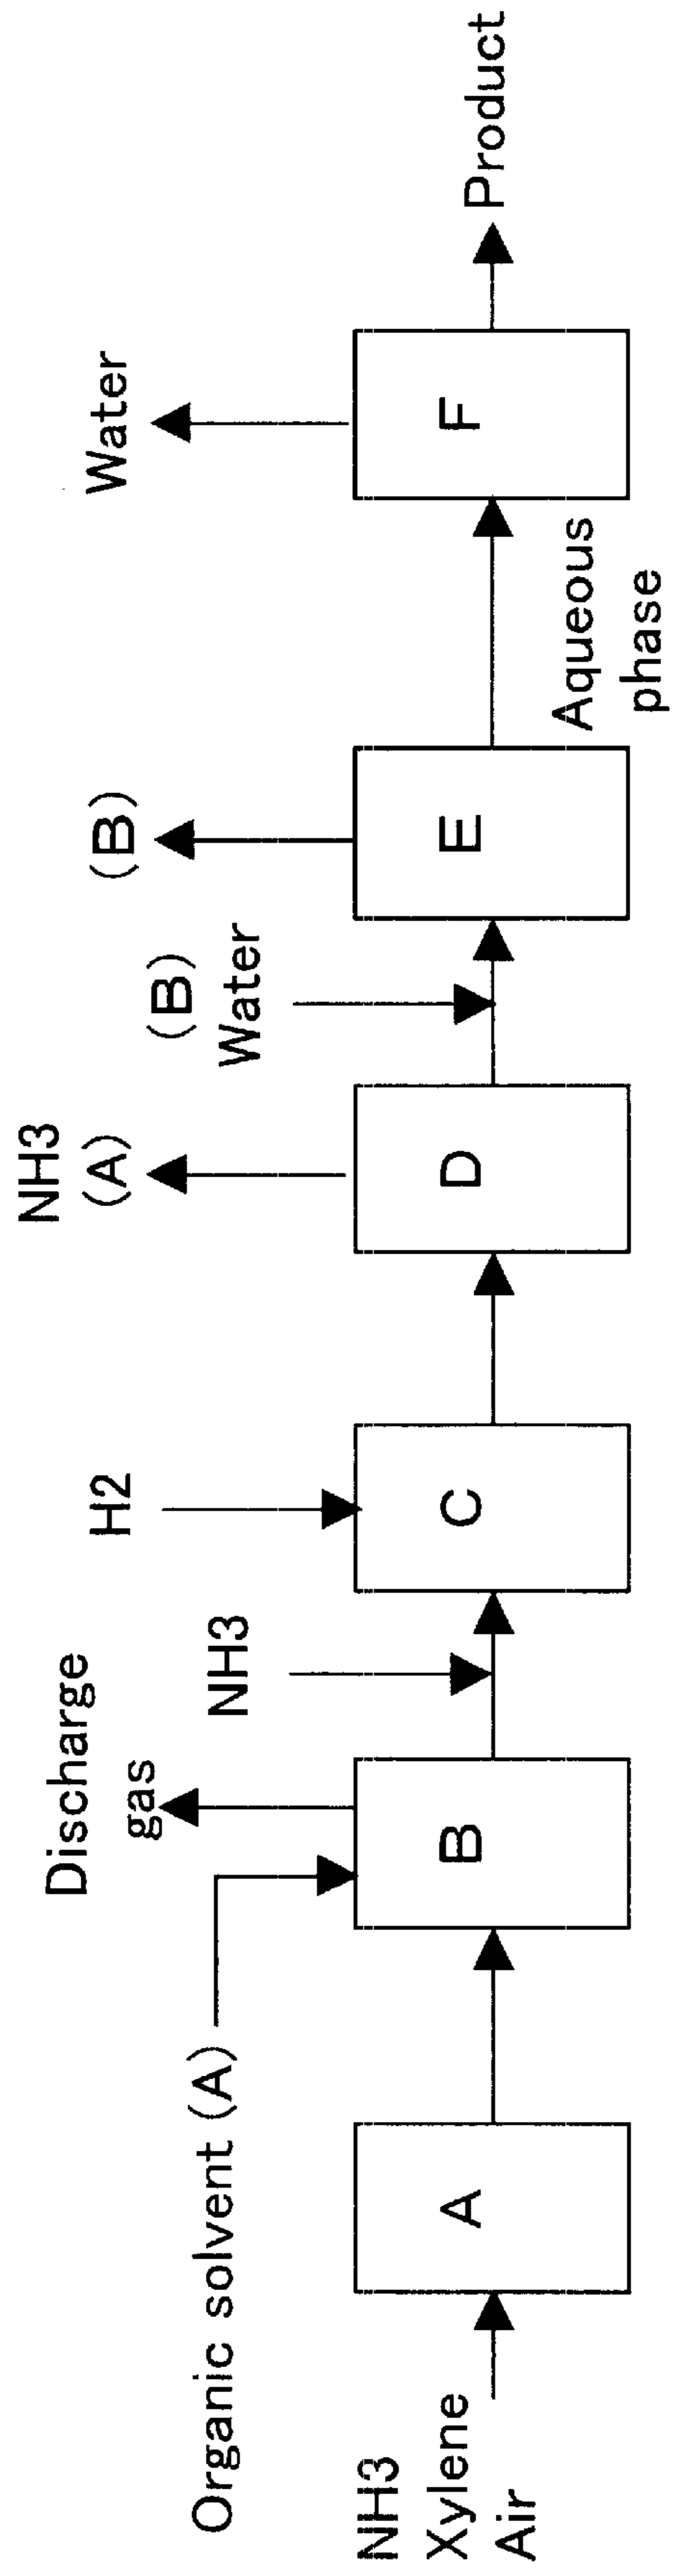 NH3
Xylene
Air
A
Organic solvent (A)
B
Discharge
gas
NH3
C
H2
D
NH3
(A)
(B)
Water
E
(B)
Aqueous
phase
F
Water
Product